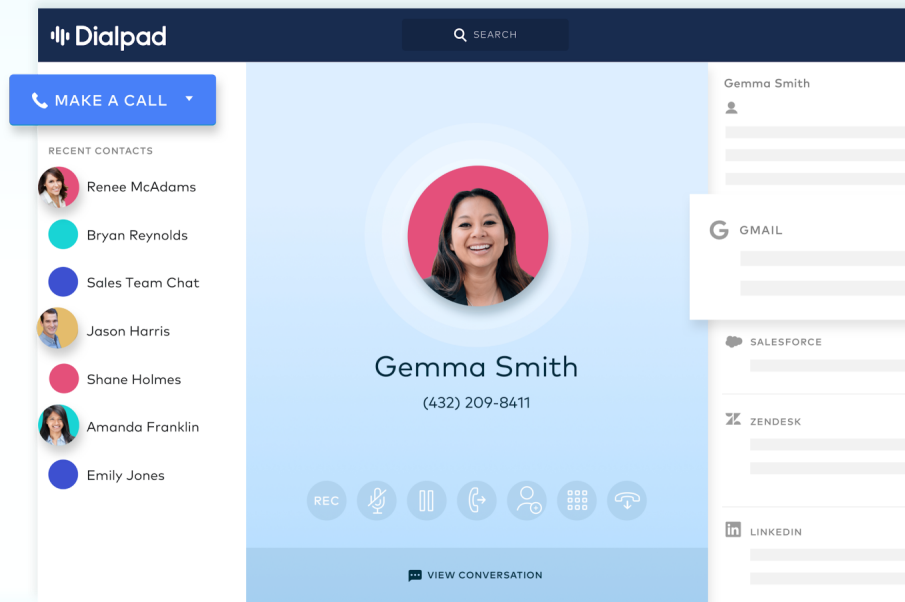 Dialpad
SEARCH
MAKE A CALL
RECENT CONTACTS
Renee McAdams
Bryan Reynolds
Sales Team Chat
Jason Harris
Shane Holmes
Amanda Franklin
Emily Jones
Gemma Smith
(432) 209-8411
REC
VIEW CONVERSATION
Gemma Smith
G GMAIL
SALESFORCE
ZENDESK
in LINKEDIN